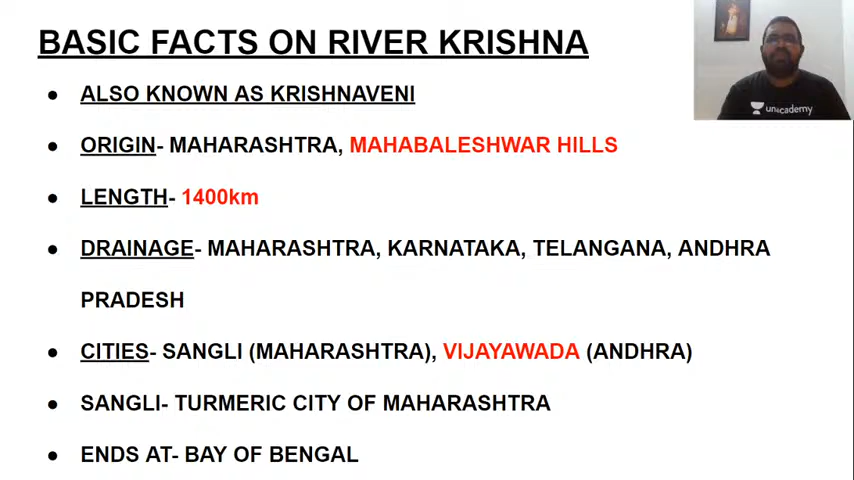 BASIC FACTS ON RIVER KRISHNA
● ALSO KNOWN AS KRISHNAVENI
● ORIGIN- MAHARASHTRA, MAHABALESHWAR HILLS
● LENGTH- 1400km
● DRAINAGE- MAHARASHTRA, KARNATAKA, TELANGANA, ANDHRA
PRADESH
● CITIES- SANGLI (MAHARASHTRA), VIJAYAWADA (ANDHRA)
● SANGLI- TURMERIC CITY OF MAHARASHTRA
● ENDS AT- BAY OF BENGAL
unacademy